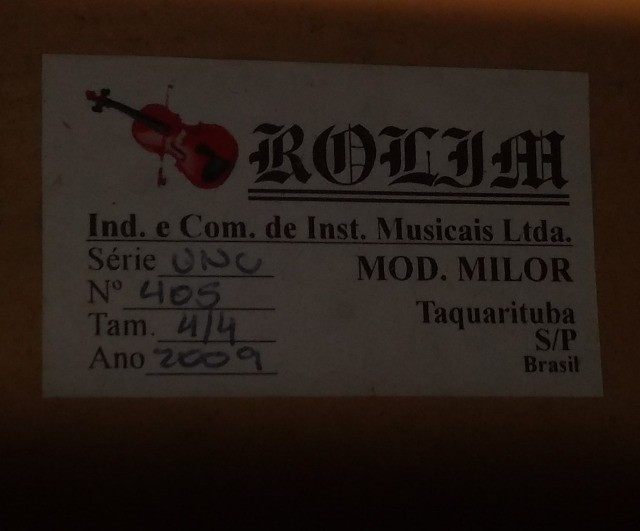 ROLIM
Ind. e Com. de Inst. Musicais Ltda.
Série UNC
MOD. MILOR
Nº 405
Taquarituba
Tam. 4/4
S/P
Ano 2009
Brasil